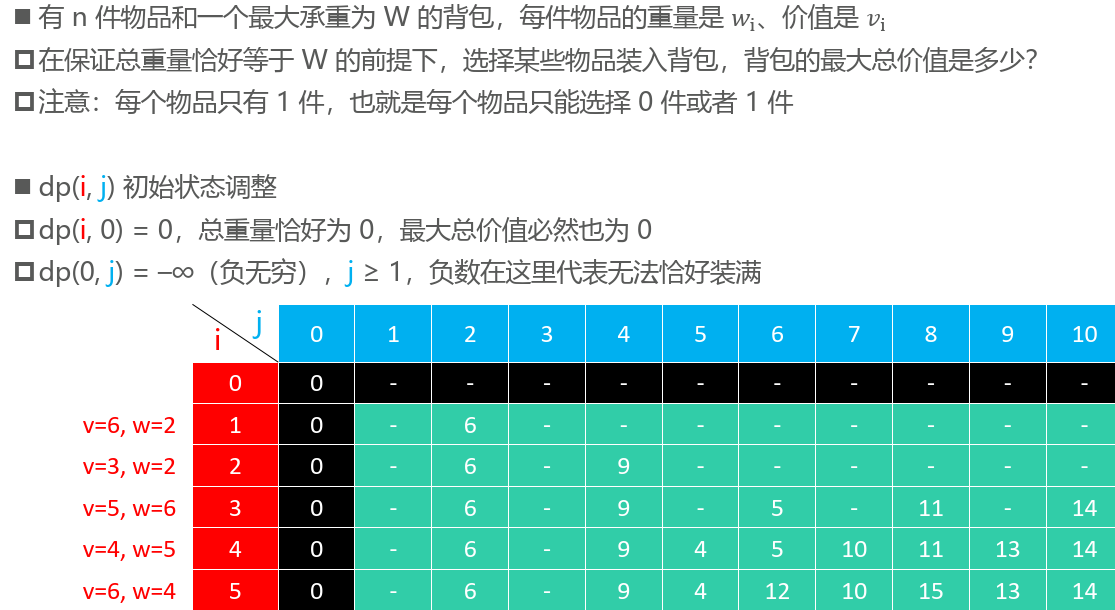 ■ 有 n 件物品和一个最大承重为 W 的背包，每件物品的重量是 𝑤i、价值是 𝑣i
□ 在保证总重量恰好等于 W 的前提下，选择某些物品装入背包，背包的最大总价值是多少？
□ 注意：每个物品只有 1 件，也就是每个物品只能选择 0 件或者 1 件
■ dp(i, j) 初始状态调整
□ dp(i, 0) = 0，总重量恰好为 0，最大总价值必然也为 0
□ dp(0, j) = –∞（负无穷），j ≥ 1，负数在这里代表无法恰好装满
i j 0 1 2 3 4 5 6 7 8 9 10
0 0 - - - - - - - - - -
v=6, w=2 1 0 - 6 - - - - - - - -
v=3, w=2 2 0 - 6 - 9 - - - - - -
v=5, w=6 3 0 - 6 - 9 - 5 - 11 - 14
v=4, w=5 4 0 - 6 - 9 4 5 10 11 13 14
v=6, w=4 5 0 - 6 - 9 4 12 10 15 13 14